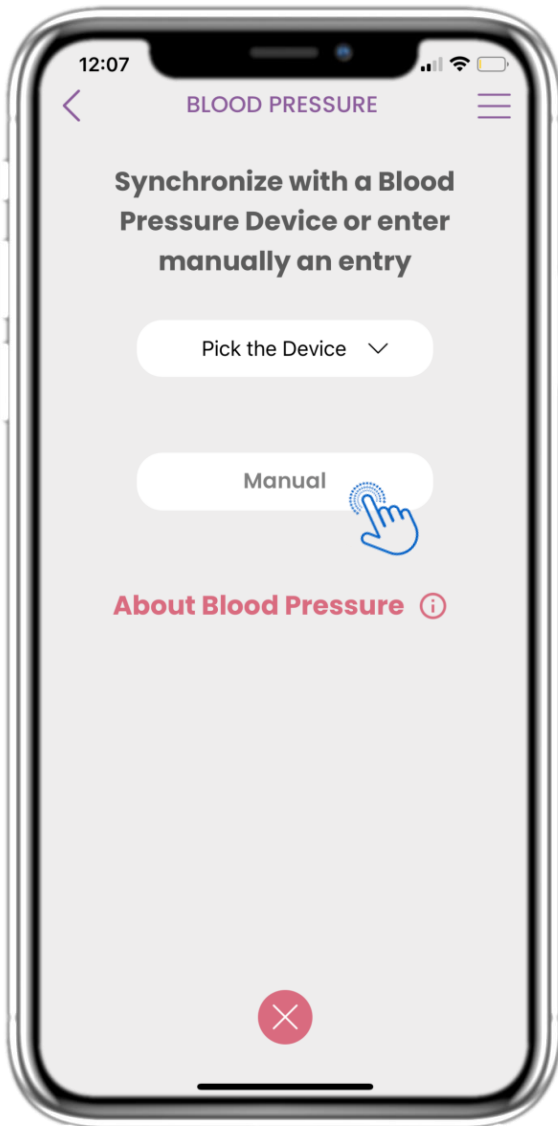 12:07
BLOOD PRESSURE
Synchronize with a Blood
Pressure Device or enter
manually an entry
Pick the Device
Manual
About Blood Pressure